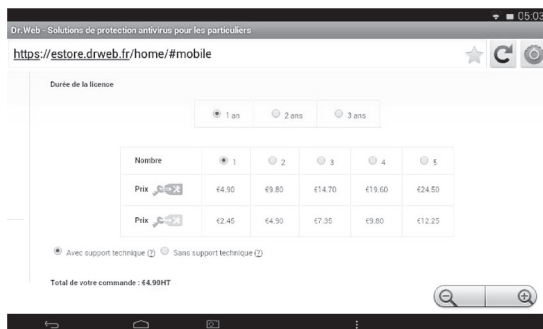 05:03
Dr.Web - Solutions de protection antivirus pour les particuliers
https://estore.drweb.fr/home/#mobile
Durée de la licence
1 an 2 ans 3 ans
Nombre 1 2 3 4 5
Prix €4.90 €9.80 €14.70 €19.60 €24.50
Prix €2.45 €4.90 €7.35 €9.80 €12.25
Avec support technique (?) Sans support technique (?)
Total de votre commande : €4.90HT